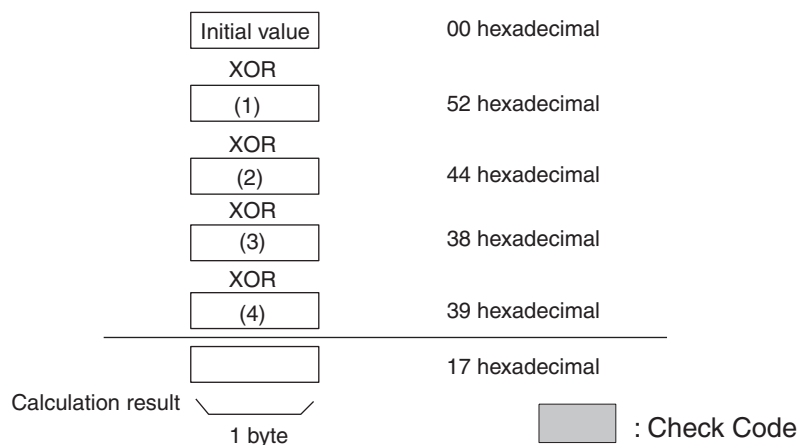 Initial value 00 hexadecimal
XOR
(1) 52 hexadecimal
XOR
(2) 44 hexadecimal
XOR
(3) 38 hexadecimal
XOR
(4) 39 hexadecimal
17 hexadecimal
Calculation result
1 byte
: Check Code